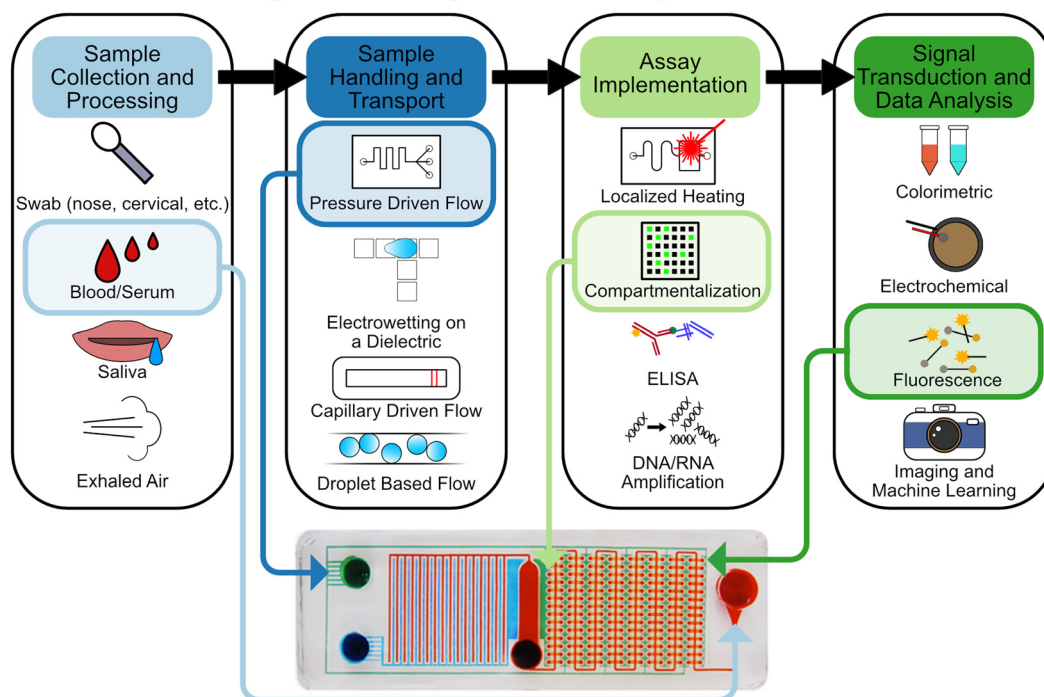 Sample
Collection and
Processing
Swab (nose, cervical, etc.)
Blood/Serum
Saliva
Exhaled Air
Sample
Handling and
Transport
Pressure Driven Flow
Electrowetting on
a Dielectric
Capillary Driven Flow
Droplet Based Flow
Assay
Implementation
Localized Heating
Compartmentalization
ELISA
DNA/RNA
Amplification
Signal
Transduction and
Data Analysis
Colorimetric
Electrochemical
Fluorescence
Imaging and
Machine Learning